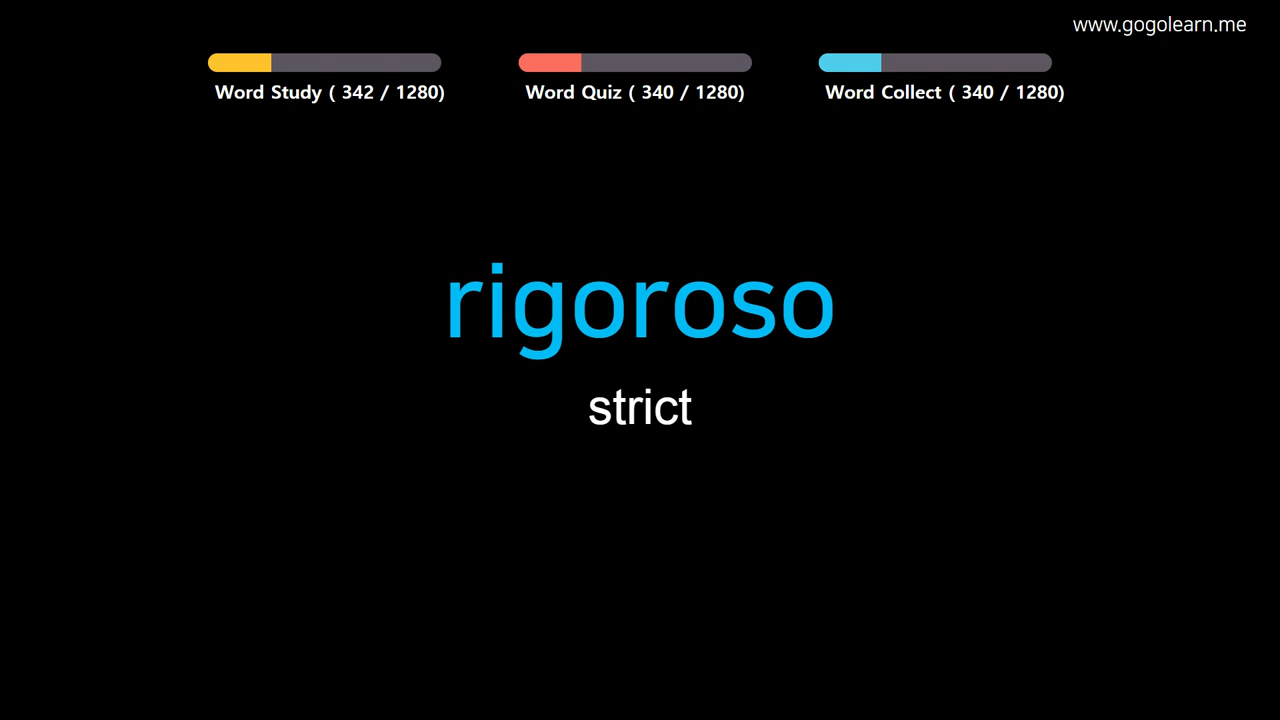 www.gogolearn.me
Word Study ( 342 / 1280)
Word Quiz ( 340 / 1280)
Word Collect ( 340 / 1280)
rigoroso
strict